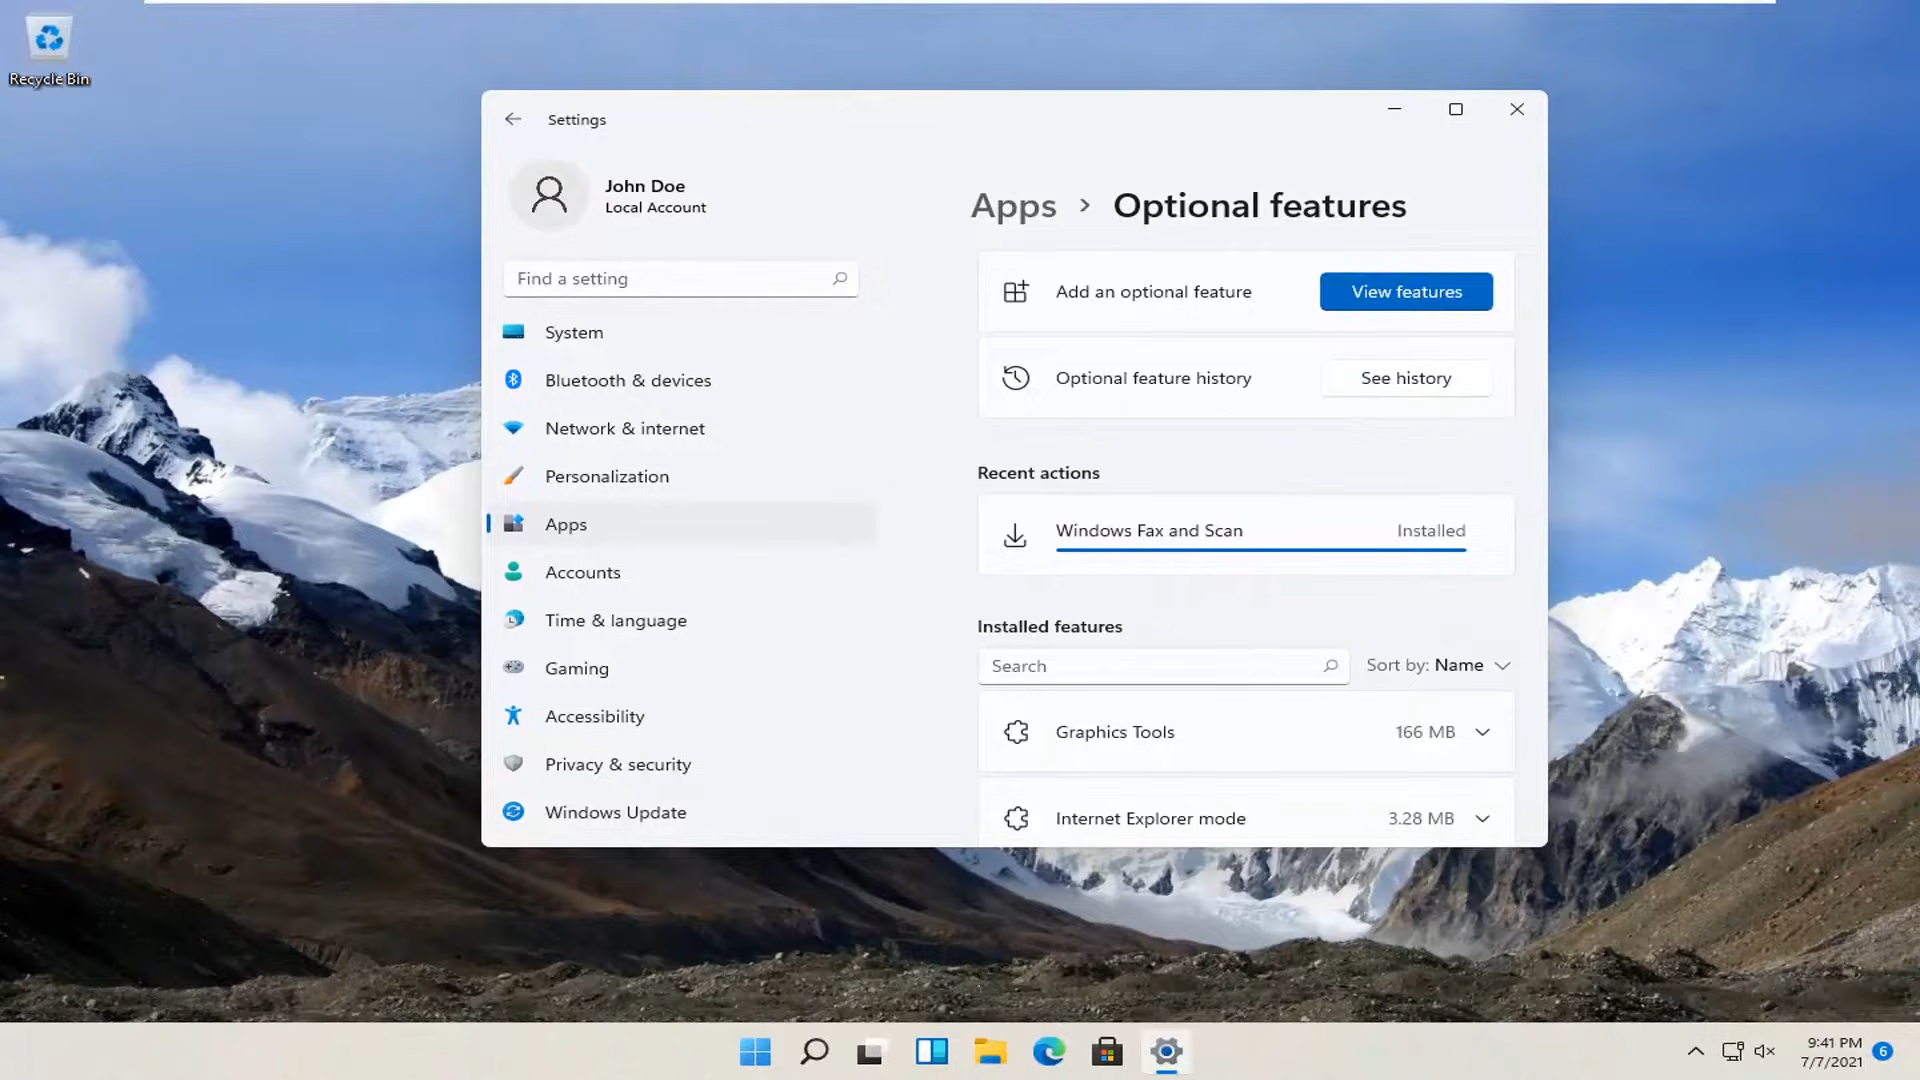 Recycle Bin
Settings
John Doe
Local Account
Find a setting
System
Bluetooth & devices
Network & internet
Personalization
Apps
Accounts
Time & language
Gaming
Accessibility
Privacy & security
Windows Update
Apps › Optional features
Add an optional feature View features
Optional feature history See history
Recent actions
Windows Fax and Scan Installed
Installed features
Search Sort by: Name
Graphics Tools 166 MB
Internet Explorer mode 3.28 MB
9:41 PM
7/7/2021 6